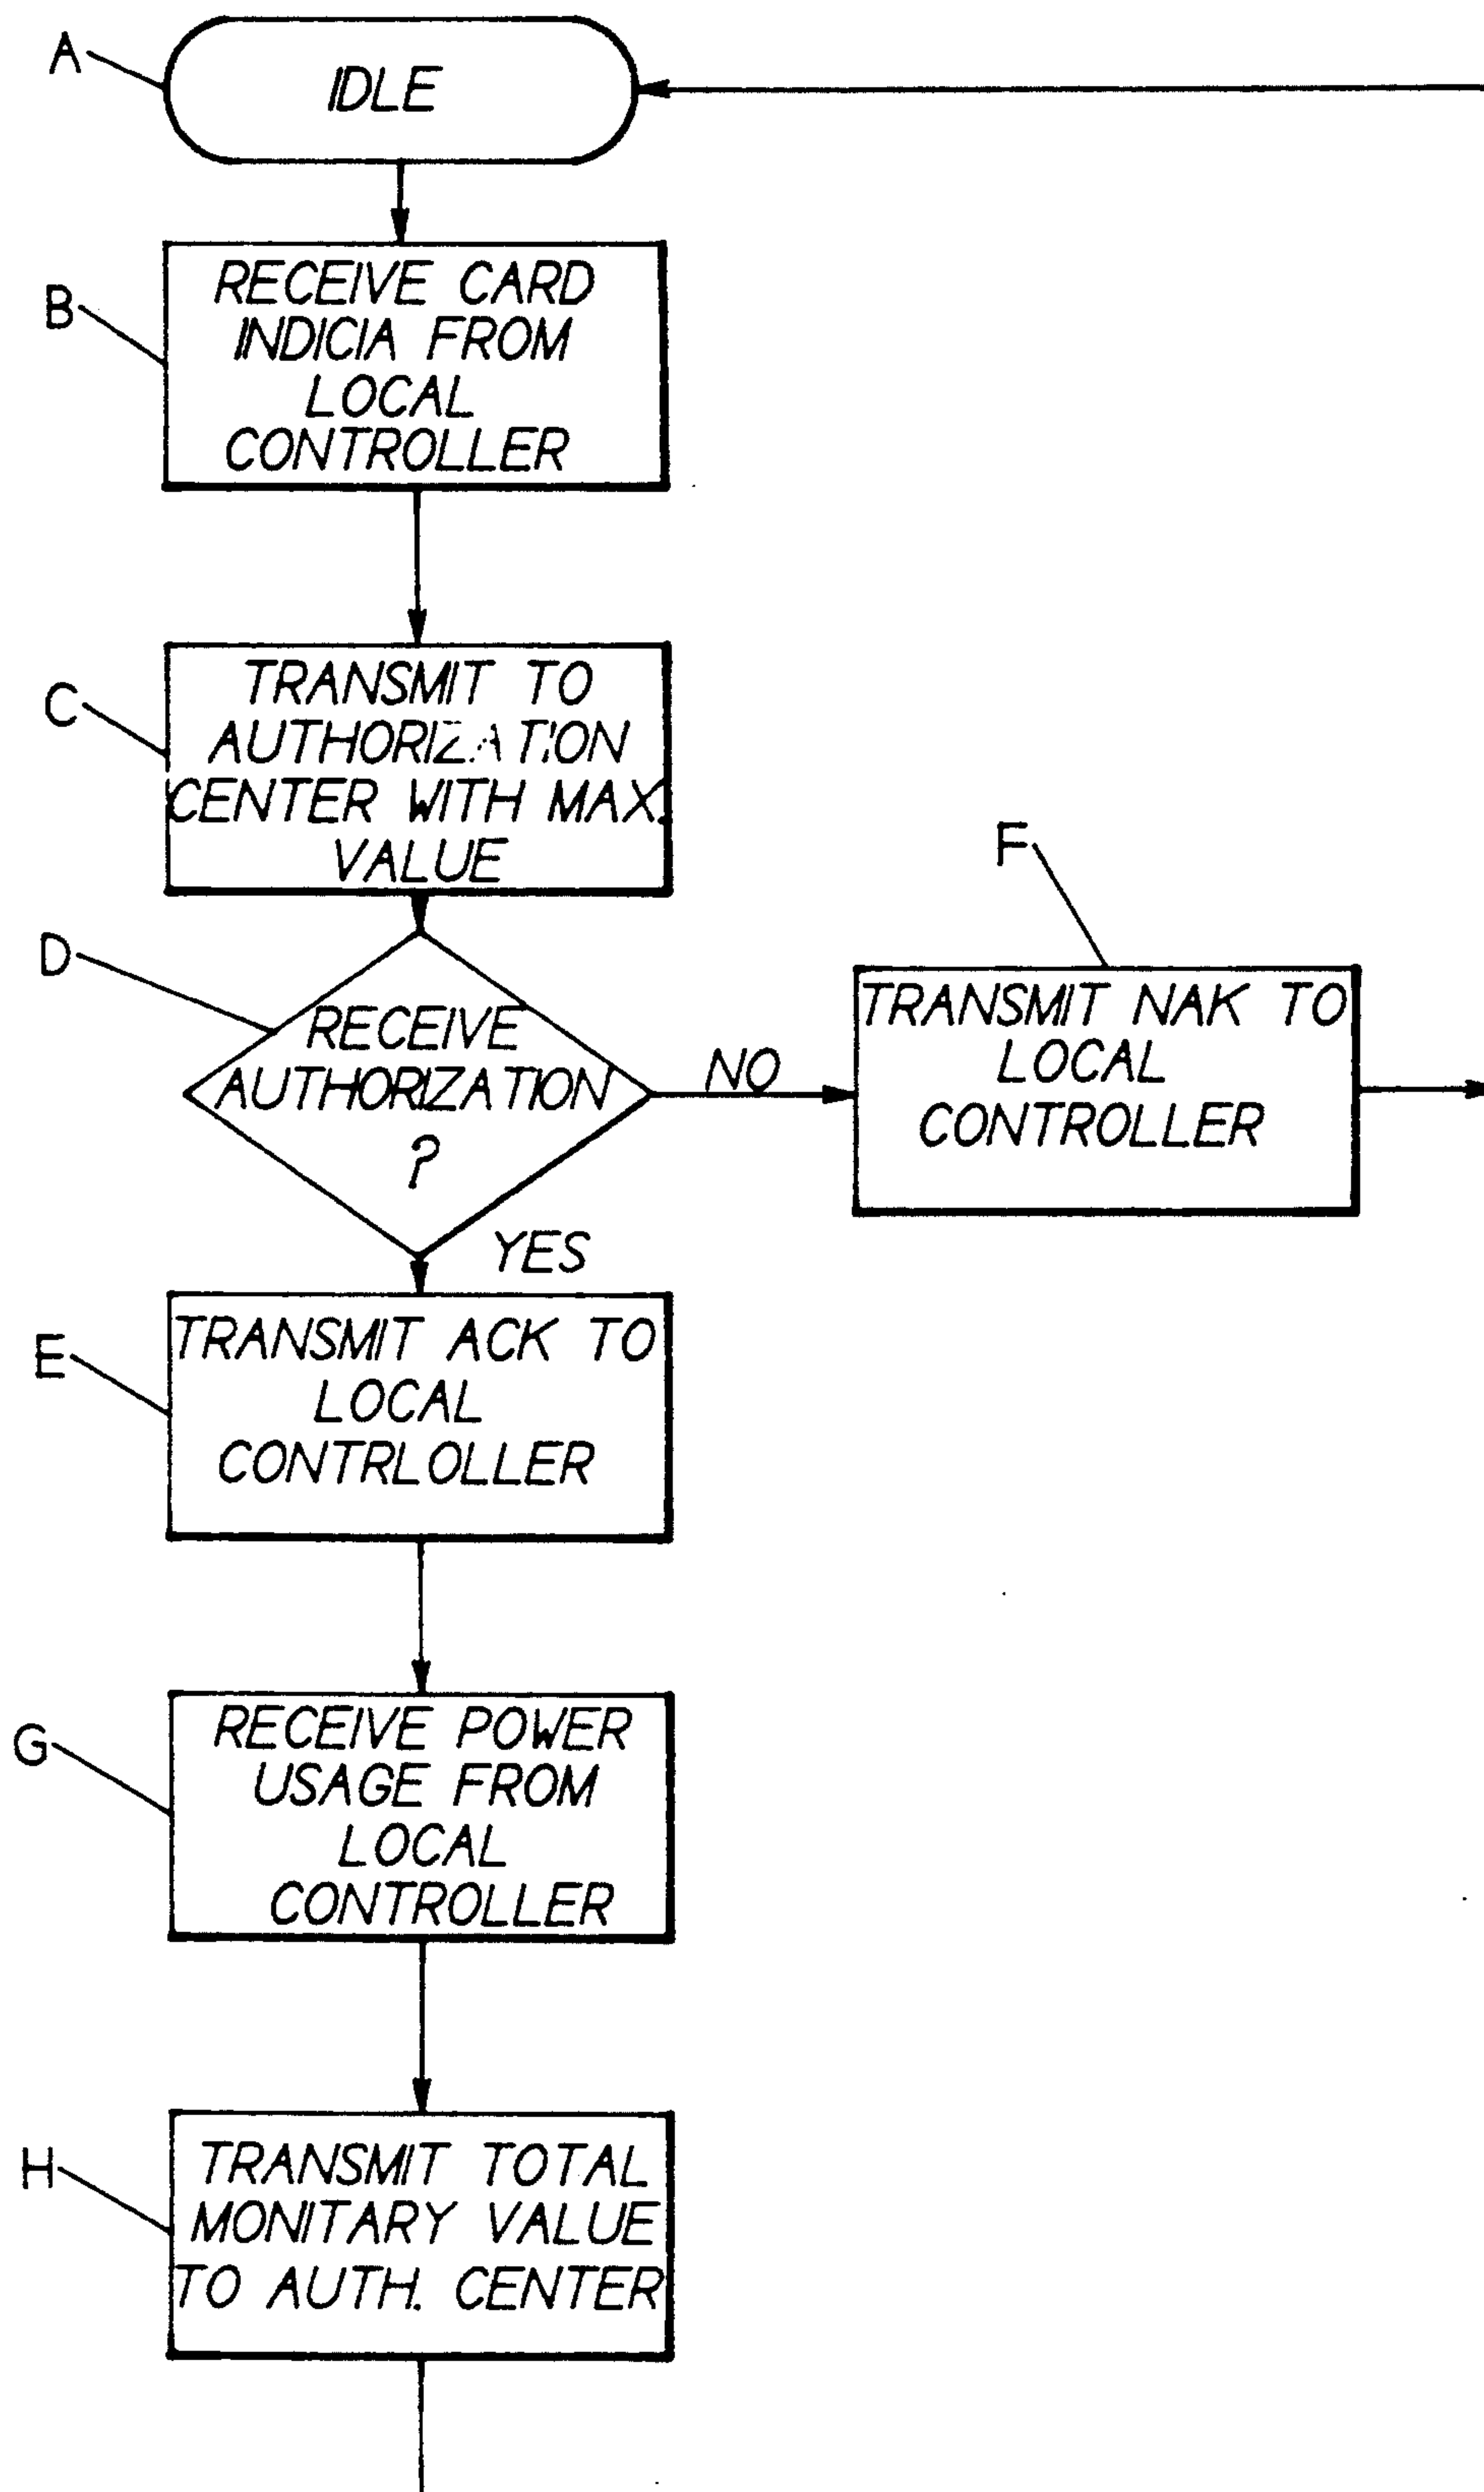 A
IDLE
B
RECEIVE CARD
INDICIA FROM
LOCAL
CONTROLLER
C
TRANSMIT TO
AUTHORIZATION
CENTER WITH MAX.
VALUE
D
RECEIVE
AUTHORIZATION
?
NO
F
TRANSMIT NAK TO
LOCAL
CONTROLLER
YES
E
TRANSMIT ACK TO
LOCAL
CONTRLOLLER
G
RECEIVE POWER
USAGE FROM
LOCAL
CONTROLLER
H
TRANSMIT TOTAL
MONITARY VALUE
TO AUTH. CENTER